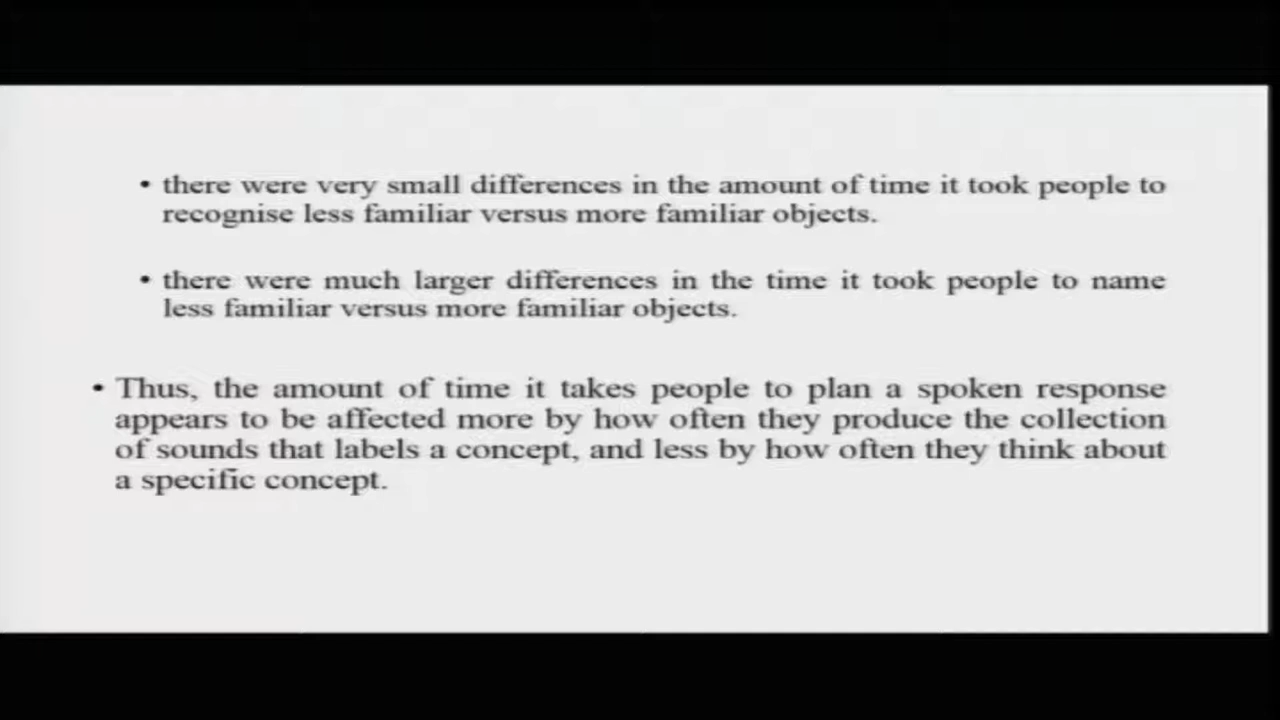 • there were very small differences in the amount of time it took people to
recognise less familiar versus more familiar objects.
• there were much larger differences in the time it took people to name
less familiar versus more familiar objects.
• Thus, the amount of time it takes people to plan a spoken response
appears to be affected more by how often they produce the collection
of sounds that labels a concept, and less by how often they think about
a specific concept.